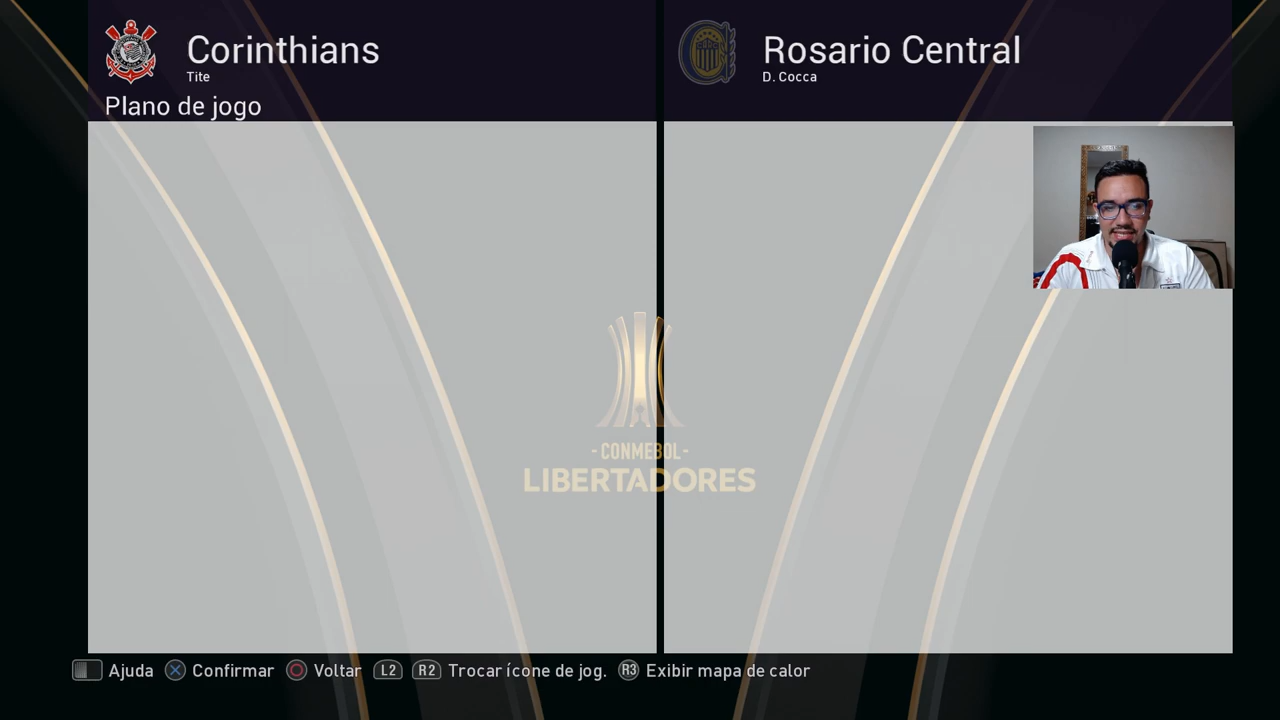 Corinthians
Tite
Plano de jogo
Rosario Central
D. Cocca
- CONMEBOL -
LIBERTADORES
Ajuda Confirmar Voltar L2 R2 Trocar ícone de jog. R3 Exibir mapa de calor